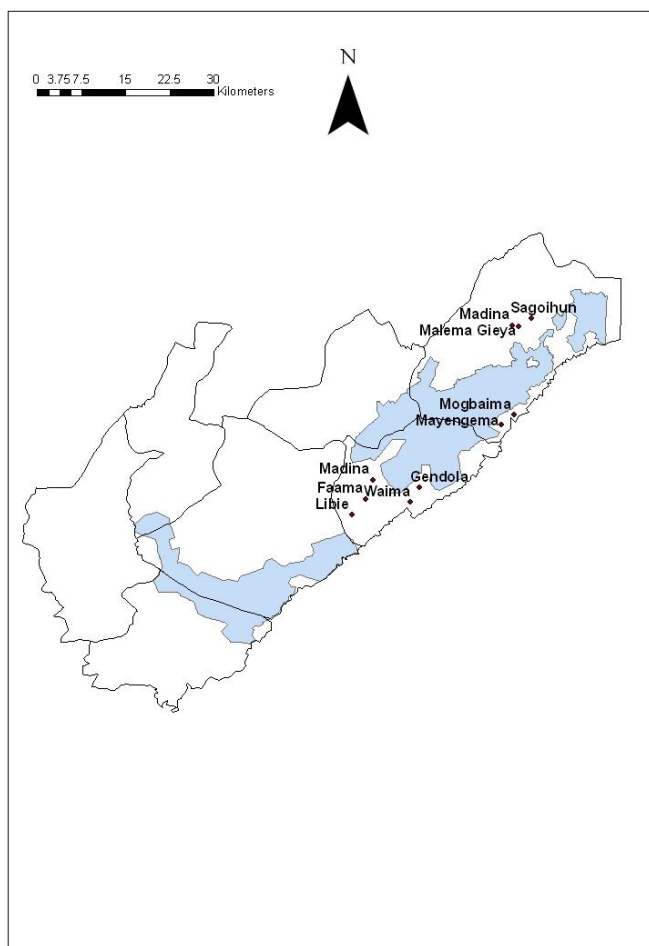 N
0 3.75 7.5 15 22.5 30
Kilometers
Sagoihun
Madina
Malema Gieya
Mogbaima
Mayengema
Madina
Gendola
Faama
Waima
Libie